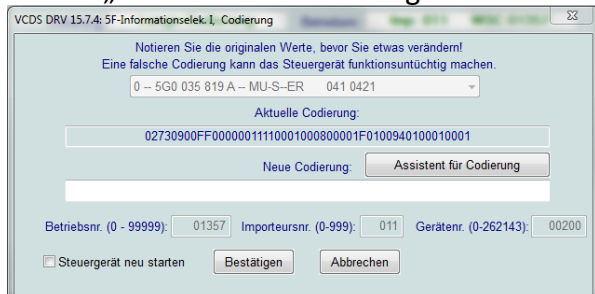 VCDS DRV 15.7.4: 5F-Informationselek. I, Codierung
Notieren Sie die originalen Werte, bevor Sie etwas verändern!
Eine falsche Codierung kann das Steuergerät funktionsuntüchtig machen.
0 -- 5G0 035 819 A -- MU-S--ER 041 0421
Aktuelle Codierung:
02730900FF00000011110001000800001F0100940100010001
Neue Codierung: Assistent für Codierung
Betriebsnr. (0 - 99999): 01357 Importeursnr. (0-999): 011 Gerätenr. (0-262143): 00200
Steuergerät neu starten Bestätigen Abbrechen